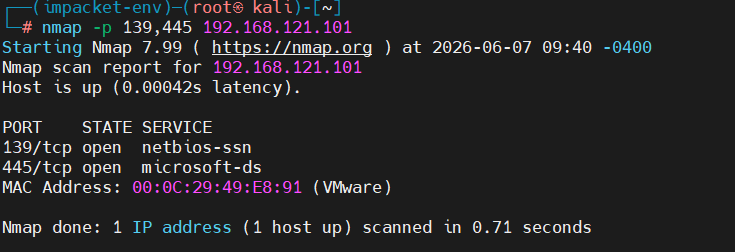 ┌──(impacket-env)─(root㉿kali)-[~]
└─# nmap -p 139,445 192.168.121.101
Starting Nmap 7.99 ( https://nmap.org ) at 2026-06-07 09:40 -0400
Nmap scan report for 192.168.121.101
Host is up (0.00042s latency).
PORT    STATE SERVICE
139/tcp open  netbios-ssn
445/tcp open  microsoft-ds
MAC Address: 00:0C:29:49:E8:91 (VMware)
Nmap done: 1 IP address (1 host up) scanned in 0.71 seconds